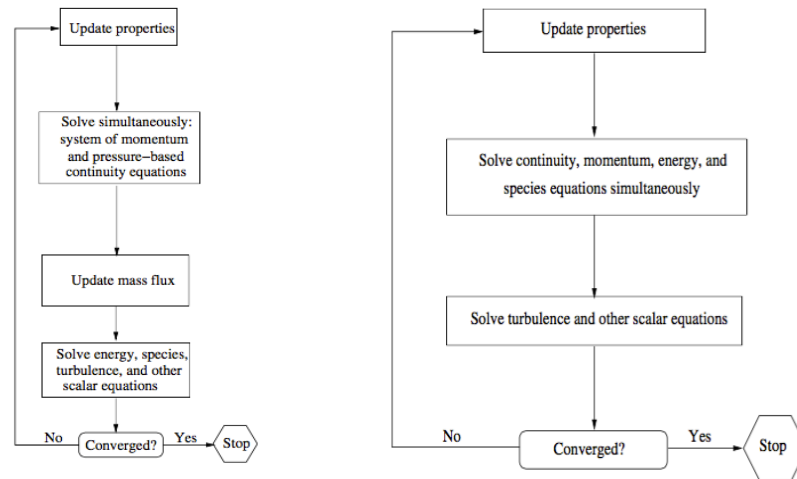 Update properties
Solve simultaneously:
system of momentum
and pressure−based
continuity equations
Update mass flux
Solve energy, species,
turbulence, and other
scalar equations
No
Converged?
Yes
Stop
Update properties
Solve continuity, momentum, energy, and
species equations simultaneously
Solve turbulence and other scalar equations
No
Converged?
Yes
Stop